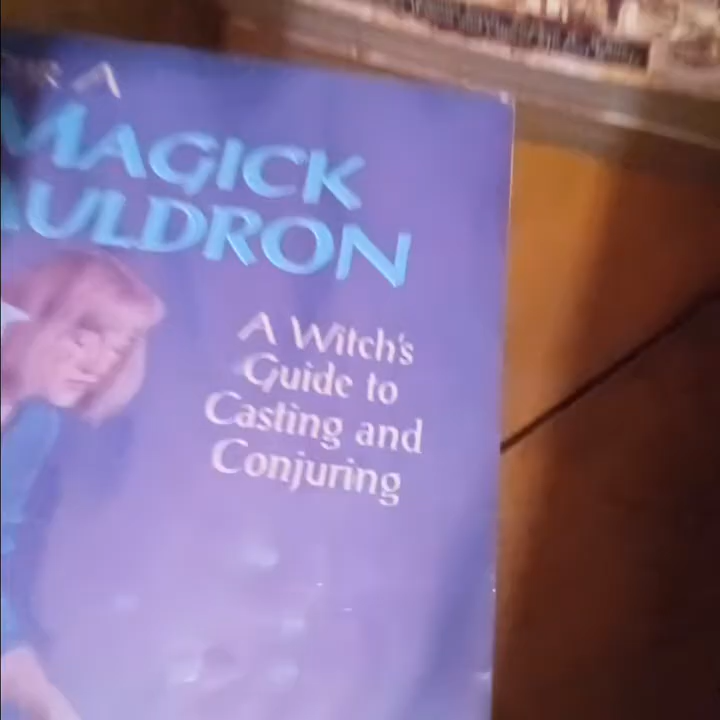 A
MAGICK
AULDRON
A Witch's
Guide to
Casting and
Conjuring